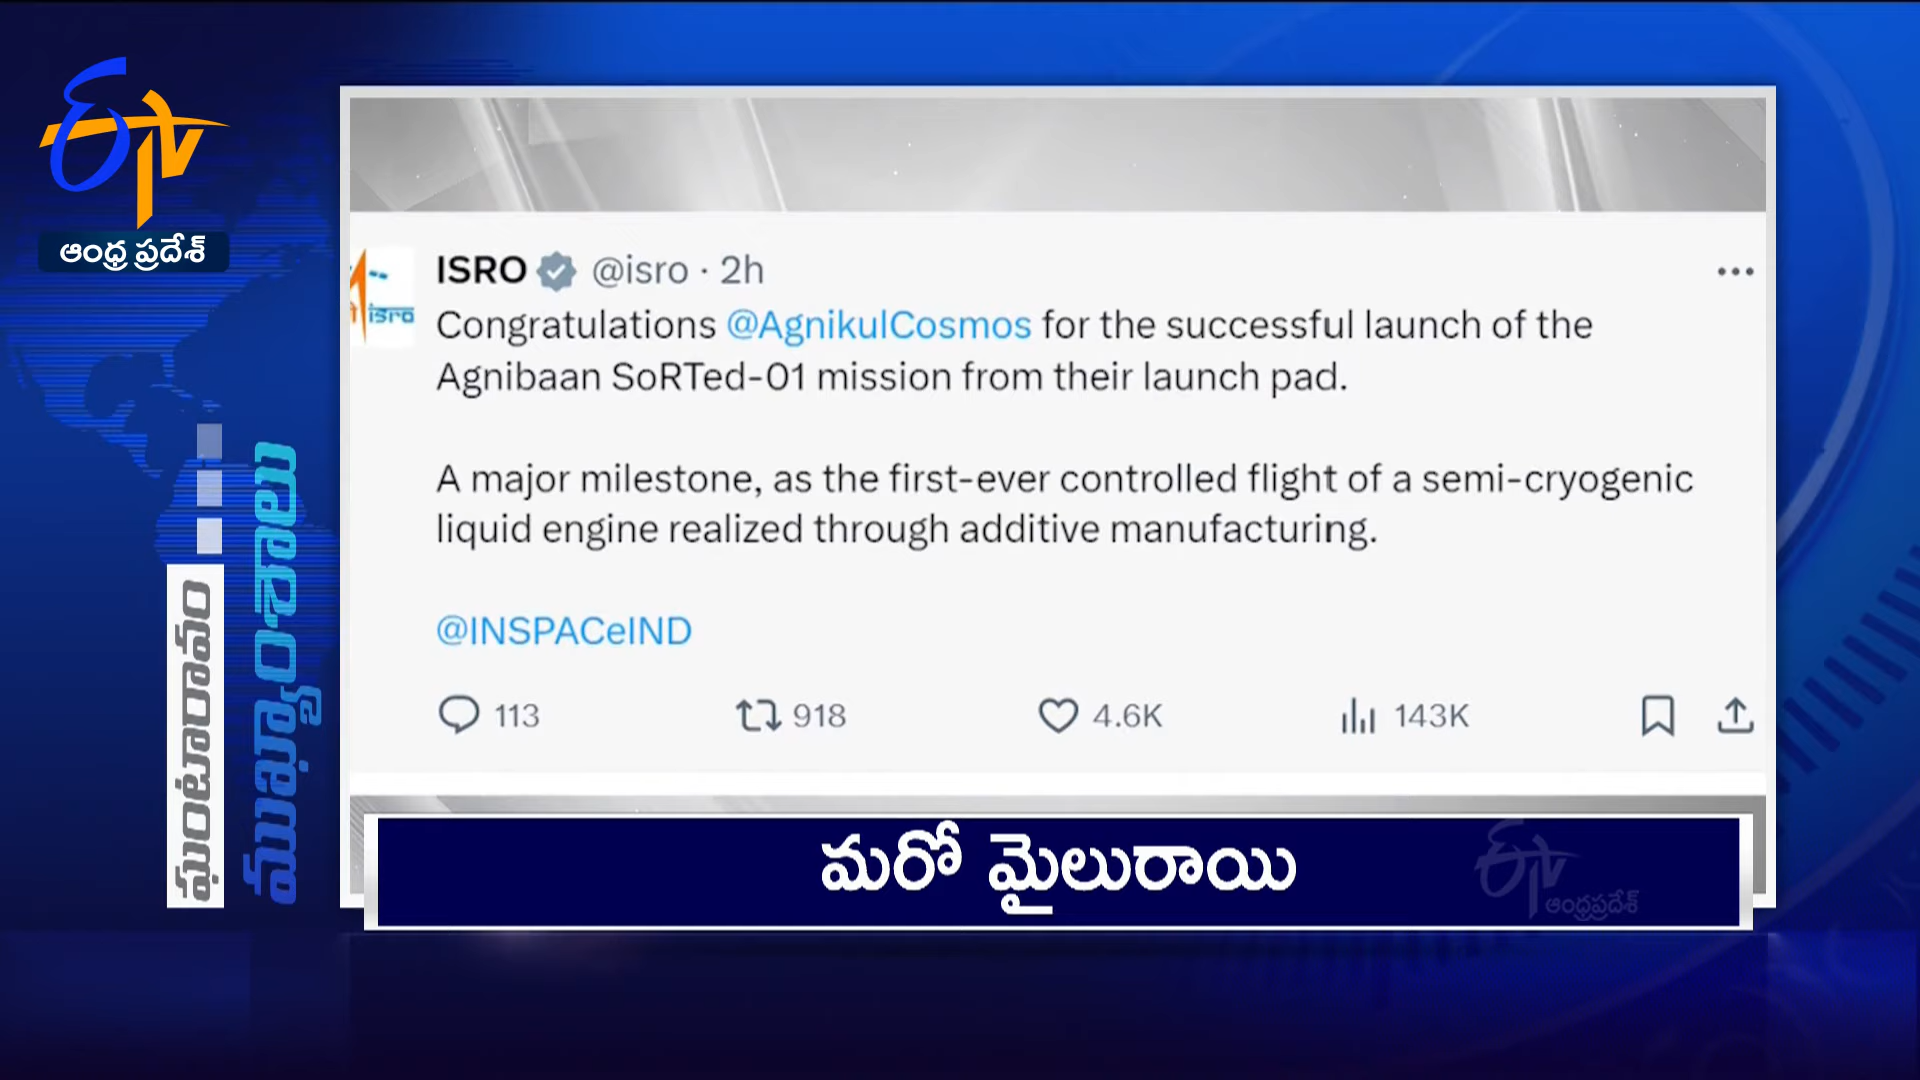 ETV
ఆంధ్ర ప్రదేశ్
isro
ISRO @isro · 2h
Congratulations @AgnikulCosmos for the successful launch of the
Agnibaan SoRTed-01 mission from their launch pad.
A major milestone, as the first-ever controlled flight of a semi-cryogenic
liquid engine realized through additive manufacturing.
@INSPACeIND
113 918 4.6K 143K
ఘంటారావం
ముఖ్యాంశాలు
మరో మైలురాయి
ETV
ఆంధ్రప్రదేశ్